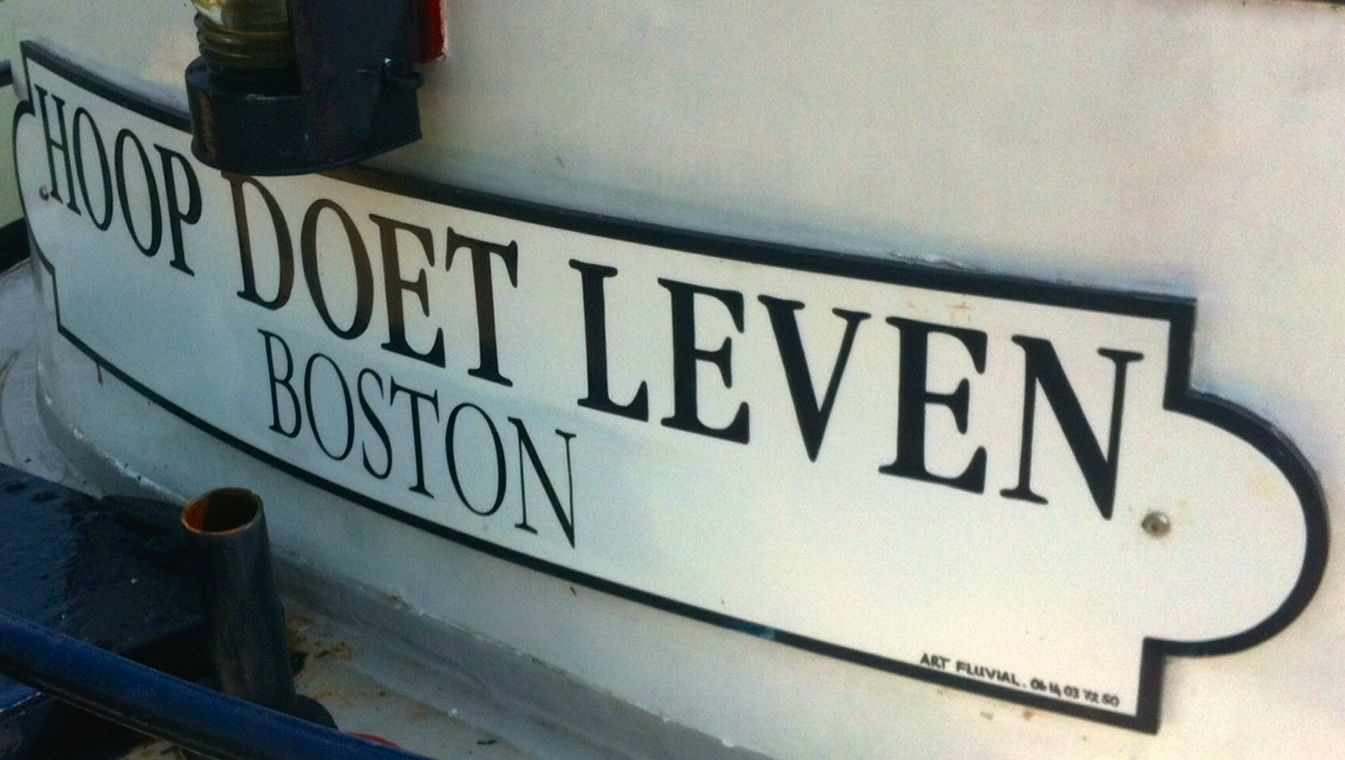 HOOP DOET LEVEN
BOSTON
ART FLUVIAL. 06 14 03 72 50